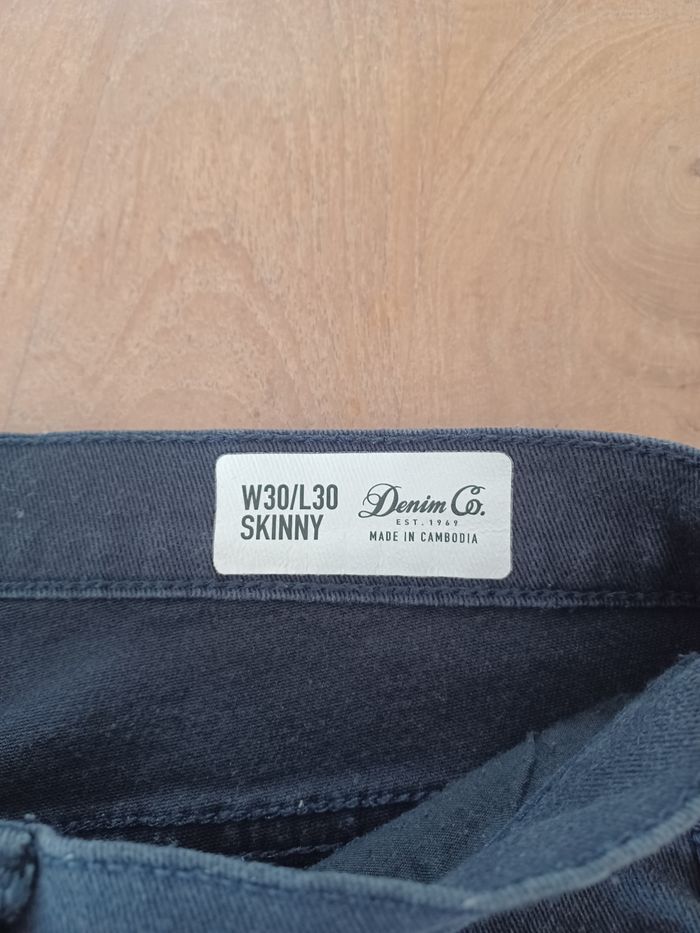 W30/L30
SKINNY
Denim Co.
EST. 1969
MADE IN CAMBODIA